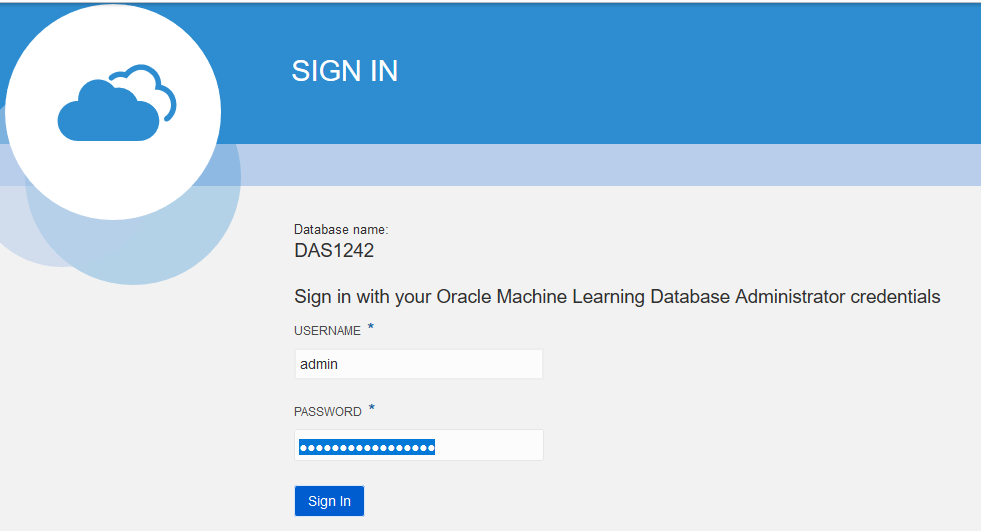 SIGN IN
Database name:
DAS1242
Sign in with your Oracle Machine Learning Database Administrator credentials
USERNAME *
admin
PASSWORD *
•••••••••••••••••
Sign In